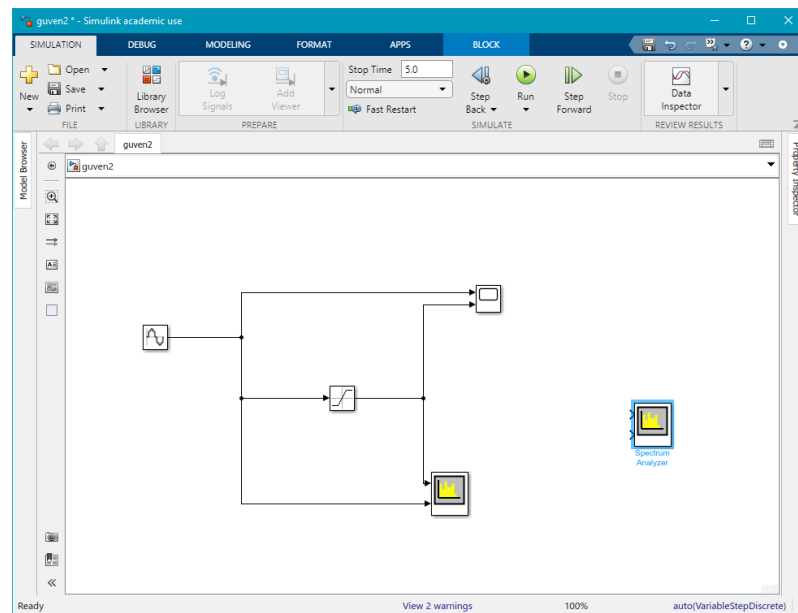 guven2 * - Simulink academic use
SIMULATION DEBUG MODELING FORMAT APPS BLOCK
New
Open
Save
Print
FILE
Library
Browser
LIBRARY
Log
Signals
Add
Viewer
PREPARE
Stop Time 5.0
Normal
Fast Restart
Step
Back
Run
Step
Forward
Stop
SIMULATE
Data
Inspector
REVIEW RESULTS
Model Browser
guven2
guven2
Property Inspector
Spectrum
Analyzer
Ready View 2 warnings 100% auto(VariableStepDiscrete)